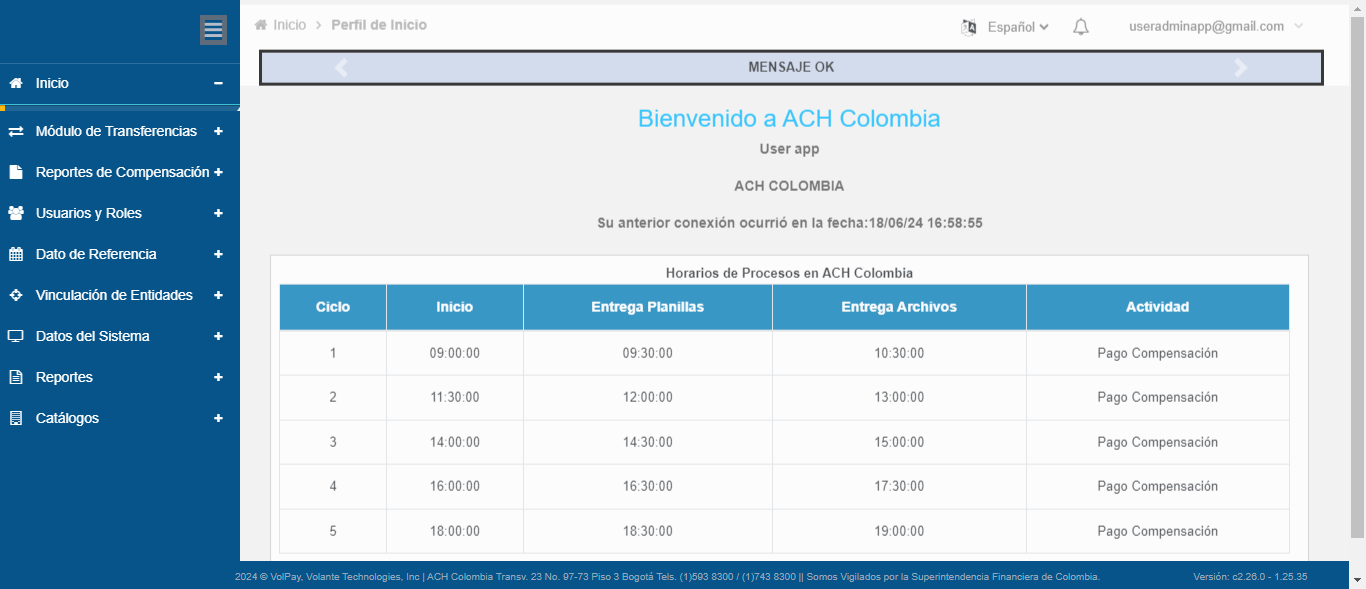 Inicio > Perfil de Inicio
Español
useradminapp@gmail.com
MENSAJE OK
Inicio
Módulo de Transferencias
Reportes de Compensación
Usuarios y Roles
Dato de Referencia
Vinculación de Entidades
Datos del Sistema
Reportes
Catálogos
Bienvenido a ACH Colombia
User app
ACH COLOMBIA
Su anterior conexión ocurrió en la fecha:18/06/24 16:58:55
Horarios de Procesos en ACH Colombia
Ciclo Inicio Entrega Planillas Entrega Archivos Actividad
1 09:00:00 09:30:00 10:30:00 Pago Compensación
2 11:30:00 12:00:00 13:00:00 Pago Compensación
3 14:00:00 14:30:00 15:00:00 Pago Compensación
4 16:00:00 16:30:00 17:30:00 Pago Compensación
5 18:00:00 18:30:00 19:00:00 Pago Compensación
2024 © VolPay, Volante Technologies, Inc | ACH Colombia Transv. 23 No. 97-73 Piso 3 Bogotá Tels. (1)593 8300 / (1)743 8300 || Somos Vigilados por la Superintendencia Financiera de Colombia.
Versión: c2.26.0 - 1.25.35